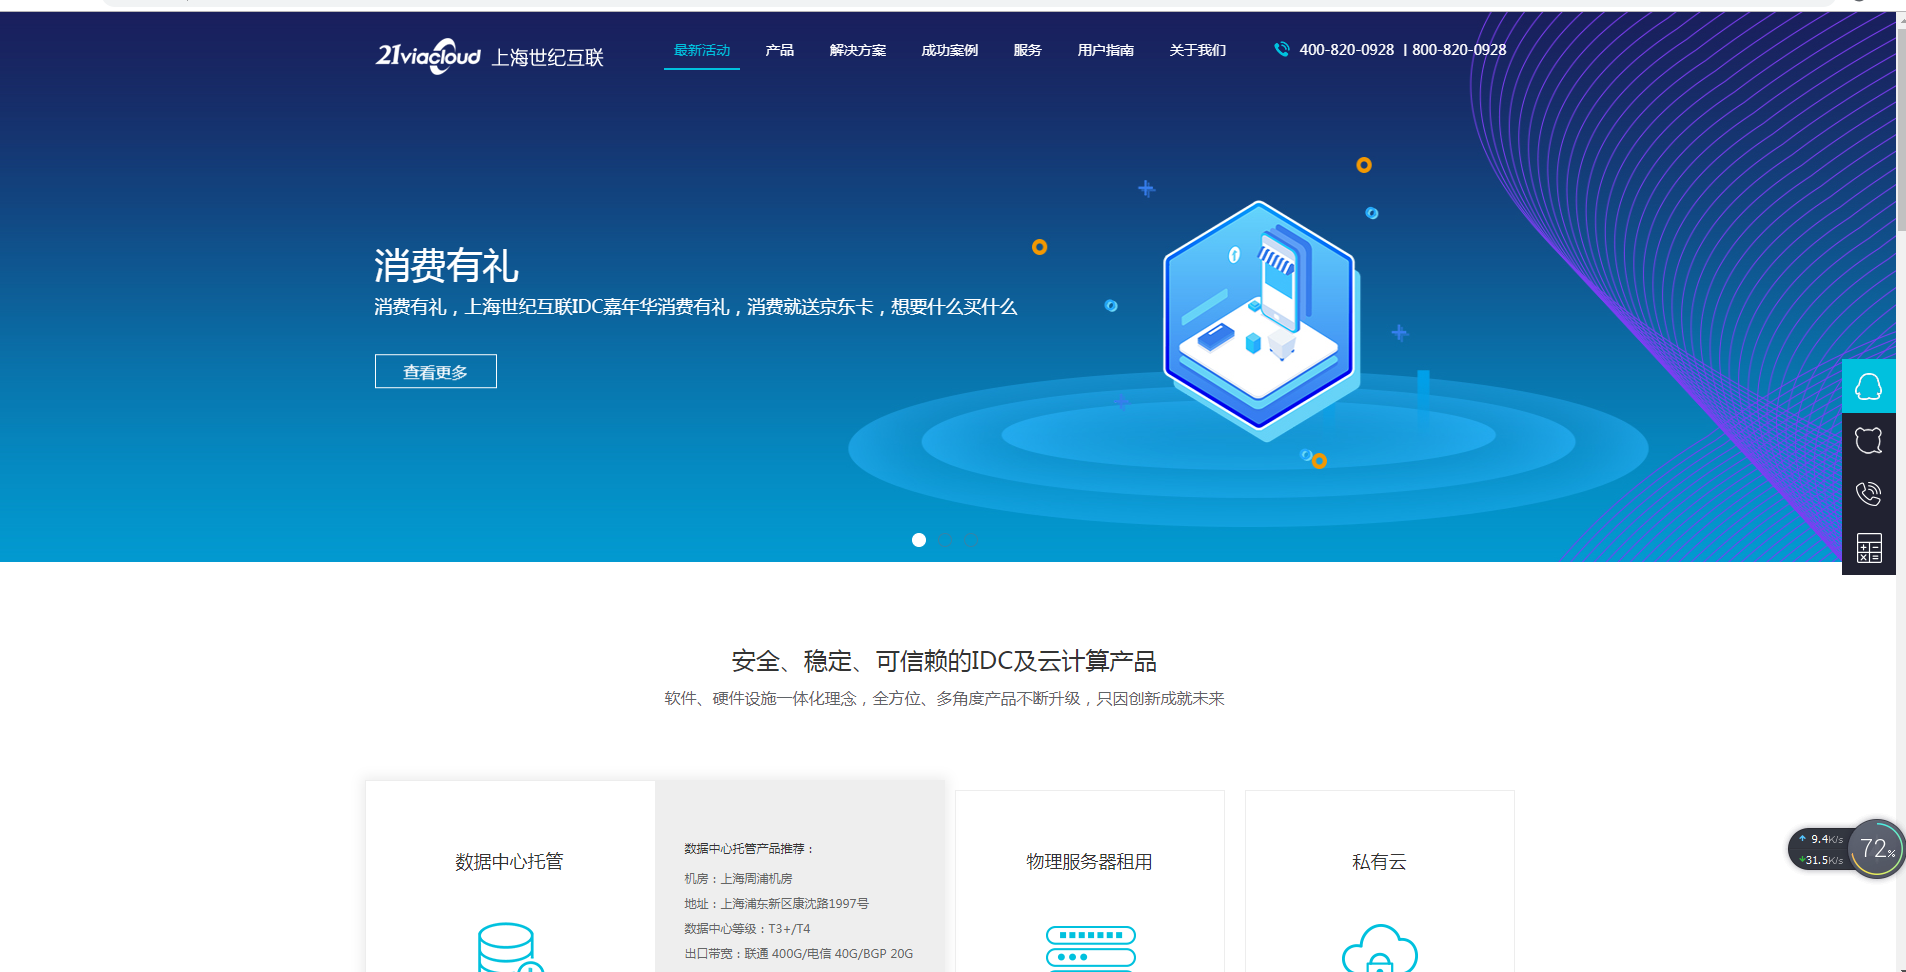 21viacloud 上海世纪互联
最新活动 产品 解决方案 成功案例 服务 用户指南 关于我们 400-820-0928 | 800-820-0928
消费有礼
消费有礼，上海世纪互联IDC嘉年华消费有礼，消费就送京东卡，想要什么买什么
查看更多
安全、稳定、可信赖的IDC及云计算产品
软件、硬件设施一体化理念，全方位、多角度产品不断升级，只因创新成就未来
数据中心托管
数据中心托管产品推荐：
机房：上海周浦机房
地址：上海浦东新区康沈路1997号
数据中心等级：T3+/T4
出口带宽：联通 400G/电信 40G/BGP 20G
物理服务器租用
私有云
9.4K/s
31.5K/s
72%